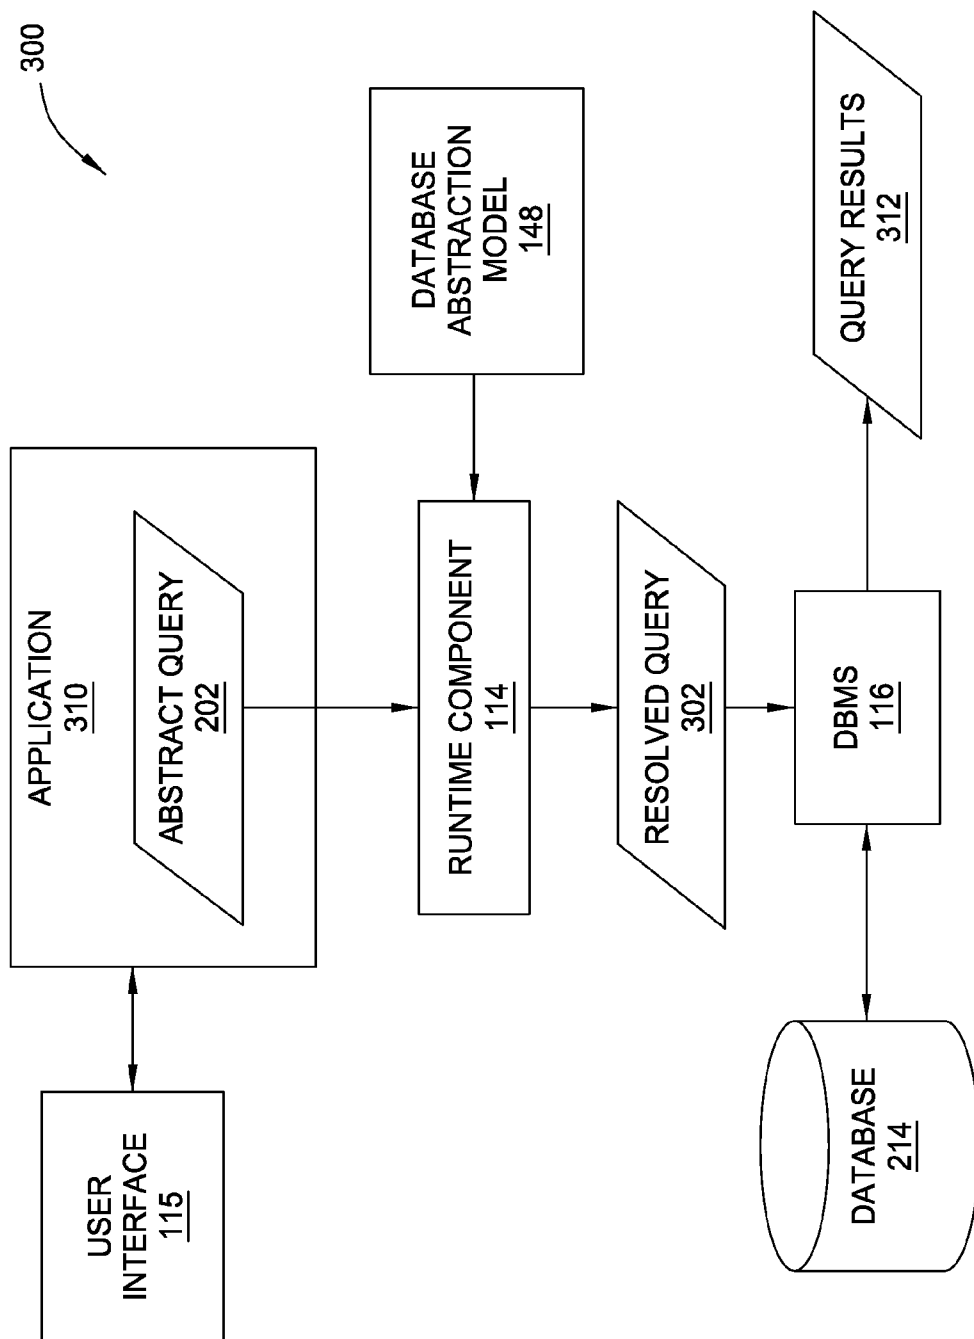 300
USER
INTERFACE
115
APPLICATION
310
ABSTRACT QUERY
202
RUNTIME COMPONENT
114
DATABASE
ABSTRACTION
MODEL
148
RESOLVED QUERY
302
DATABASE
214
DBMS
116
QUERY RESULTS
312